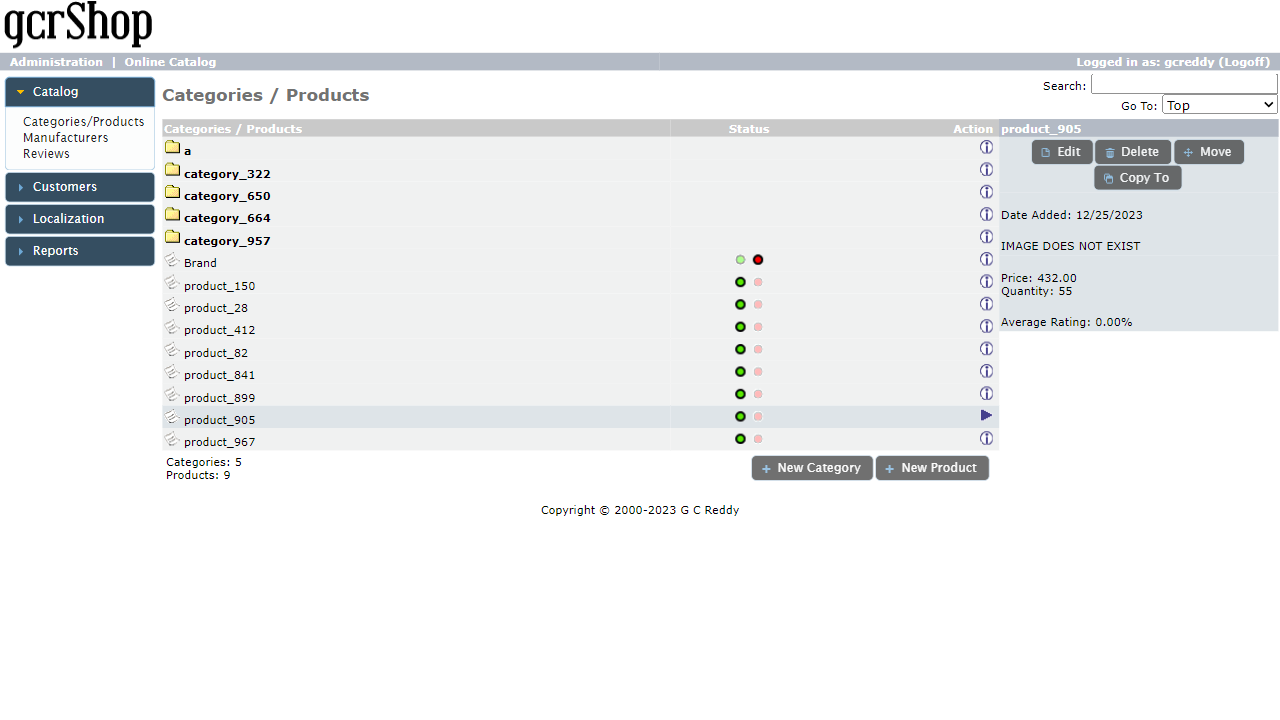 gcrShop
Administration | Online Catalog
Logged in as: gcreddy (Logoff)
Catalog
Categories/Products
Manufacturers
Reviews
Customers
Localization
Reports
Categories / Products
Search:
Go To: Top
Categories / Products Status Action
a
category_322
category_650
category_664
category_957
Brand
product_150
product_28
product_412
product_82
product_841
product_899
product_905
product_967
Categories: 5
Products: 9
New Category New Product
product_905
Edit Delete Move
Copy To
Date Added: 12/25/2023
IMAGE DOES NOT EXIST
Price: 432.00
Quantity: 55
Average Rating: 0.00%
Copyright © 2000-2023 G C Reddy